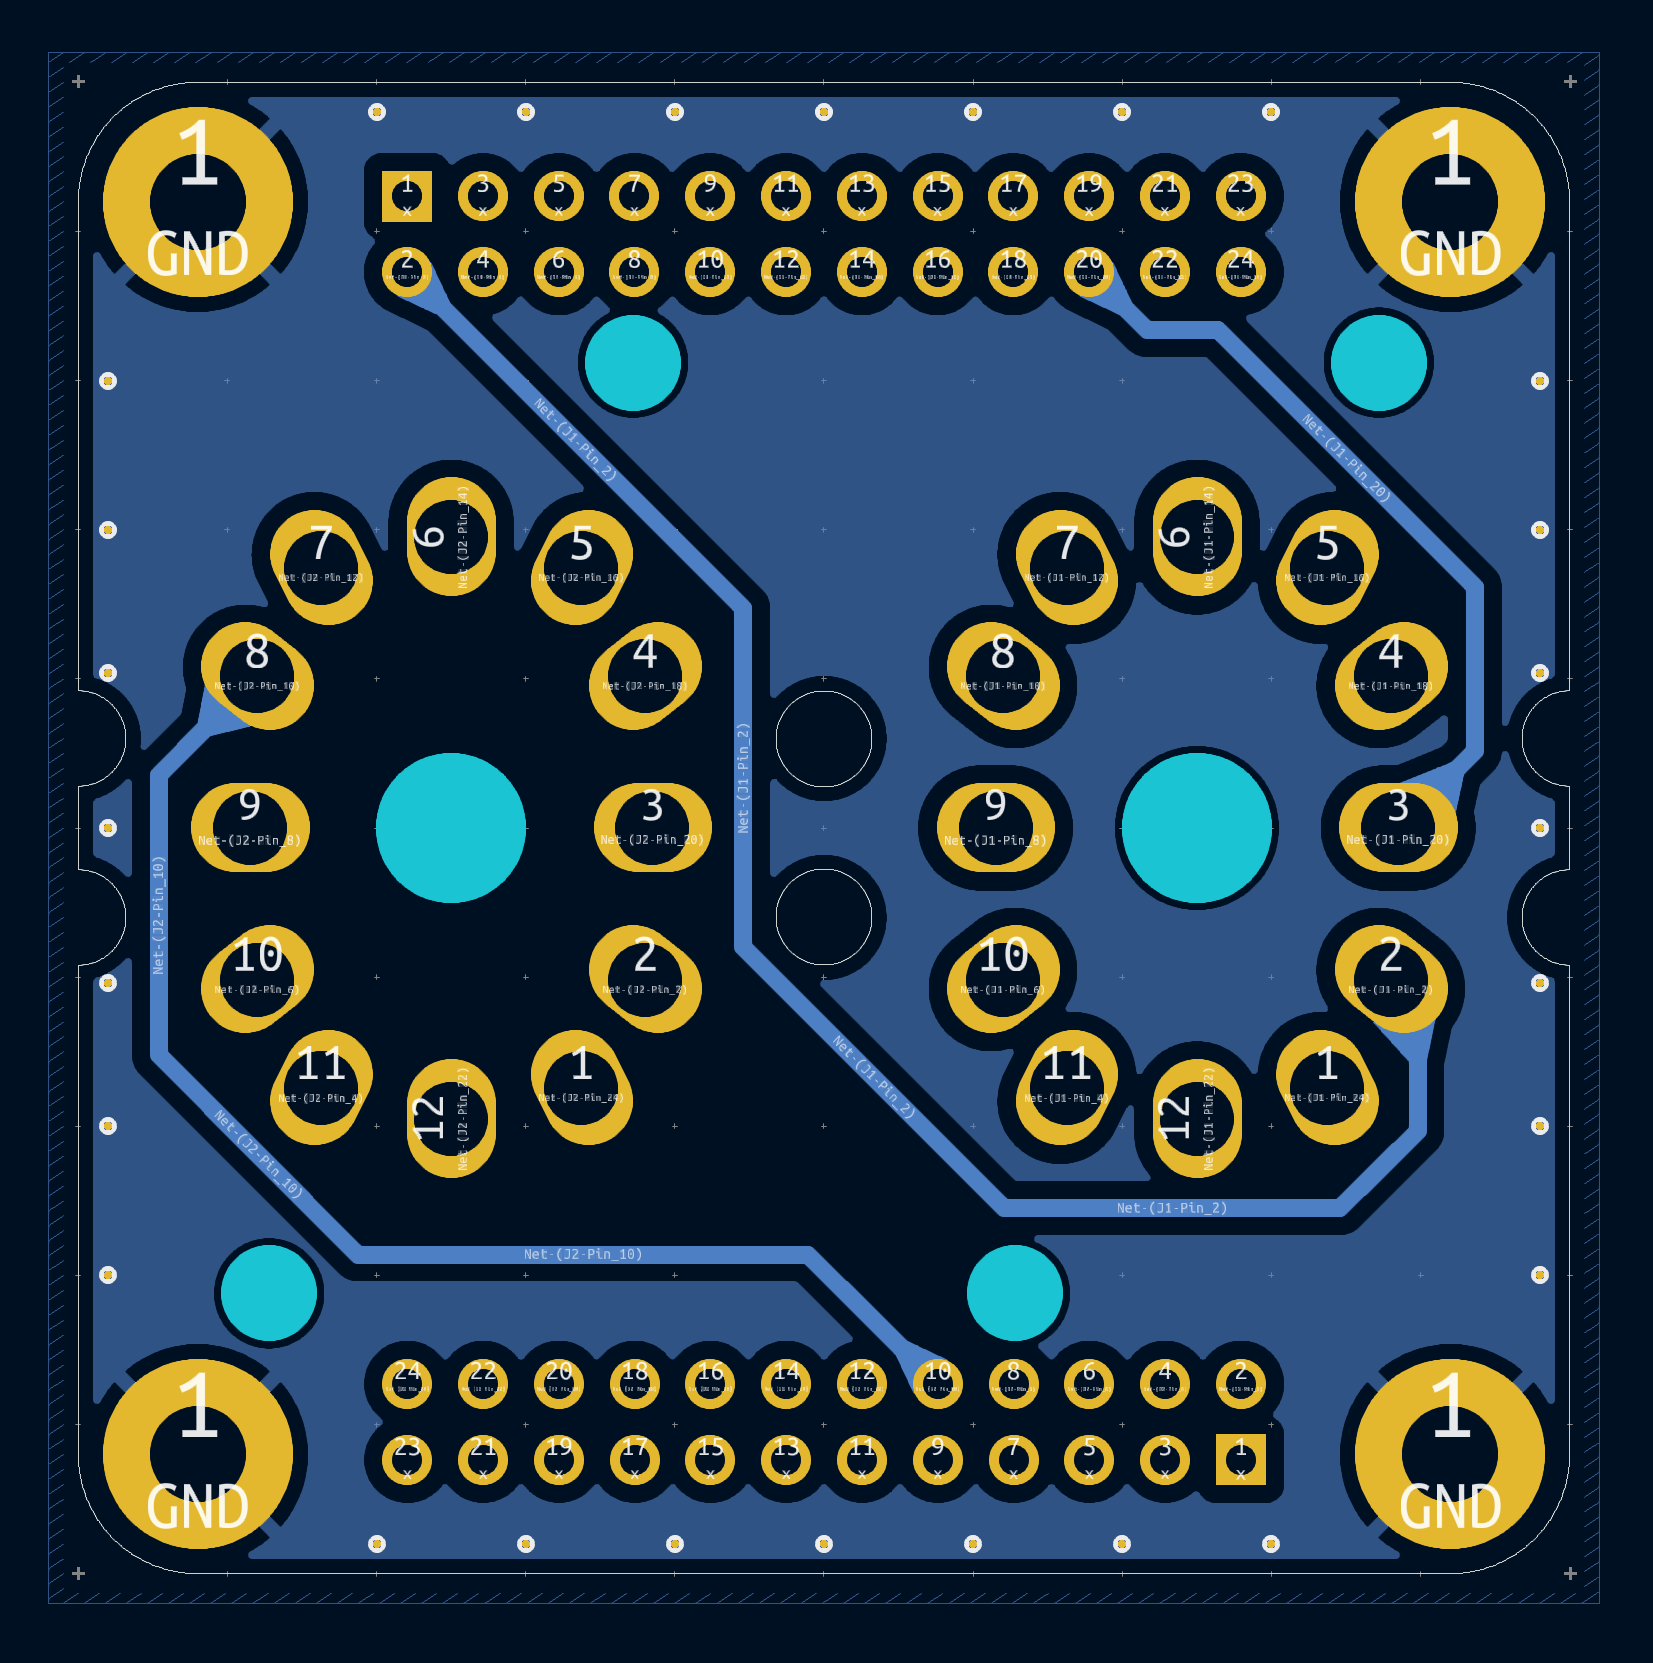 1
GND
1
GND
1 3 5 7 9 11 13 15 17 19 21 23
x x x x x x x x x x x x
2 4 6 8 10 12 14 16 18 20 22 24
Net-(J1-Pin_2)
Net-(J1-Pin_20)
7
Net-(J2-Pin_12)
6
Net-(J2-Pin_14)
5
Net-(J2-Pin_16)
8
Net-(J2-Pin_10)
4
Net-(J2-Pin_18)
9
Net-(J2-Pin_8)
3
Net-(J2-Pin_20)
10
Net-(J2-Pin_6)
2
Net-(J2-Pin_2)
11
Net-(J2-Pin_4)
12
Net-(J2-Pin_22)
1
Net-(J2-Pin_24)
Net-(J1-Pin_2)
7
Net-(J1-Pin_12)
6
Net-(J1-Pin_14)
5
Net-(J1-Pin_16)
8
4
Net-(J1-Pin_18)
9
Net-(J1-Pin_8)
3
Net-(J1-Pin_20)
10
Net-(J1-Pin_6)
2
Net-(J1-Pin_2)
11
Net-(J1-Pin_4)
12
Net-(J1-Pin_22)
1
Net-(J1-Pin_24)
Net-(J2-Pin_10)
Net-(J2-Pin_10)
Net-(J1-Pin_2)
Net-(J1-Pin_2)
Net-(J2-Pin_10)
24 22 20 18 16 14 12 10 8 6 4 2
23 21 19 17 15 13 11 9 7 5 3 1
x x x x x x x x x x x x
1
GND
1
GND